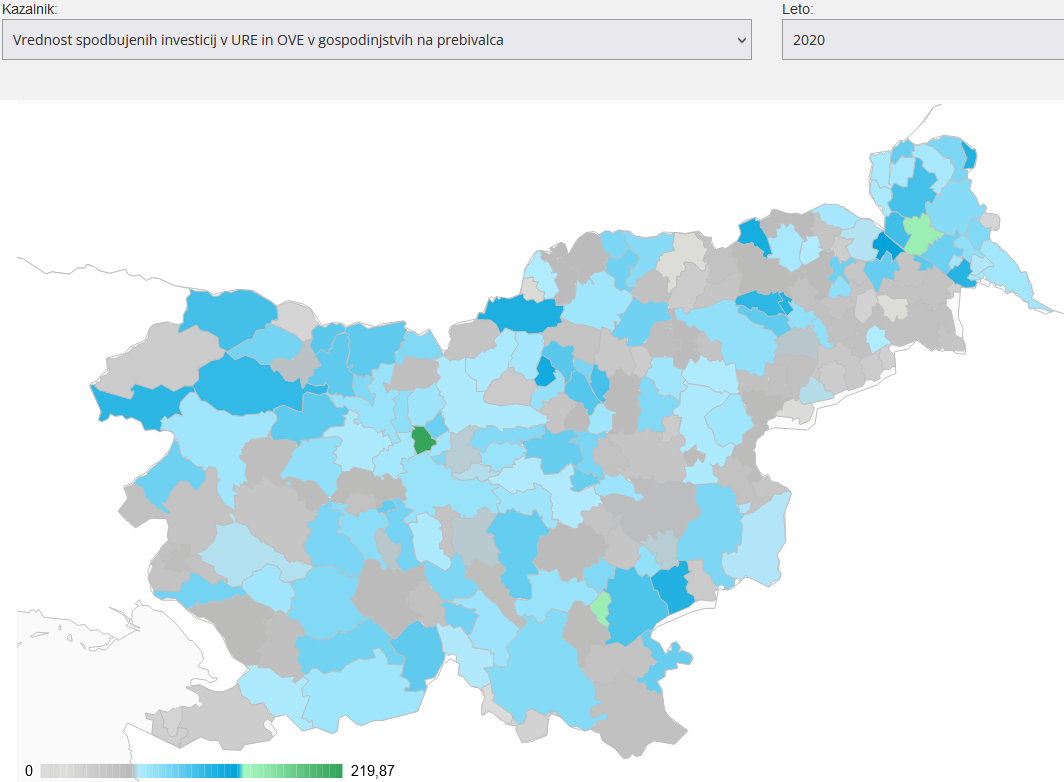 Kazalnik:
Leto:
Vrednost spodbujenih investicij v URE in OVE v gospodinjstvih na prebivalca
2020
0
219,87